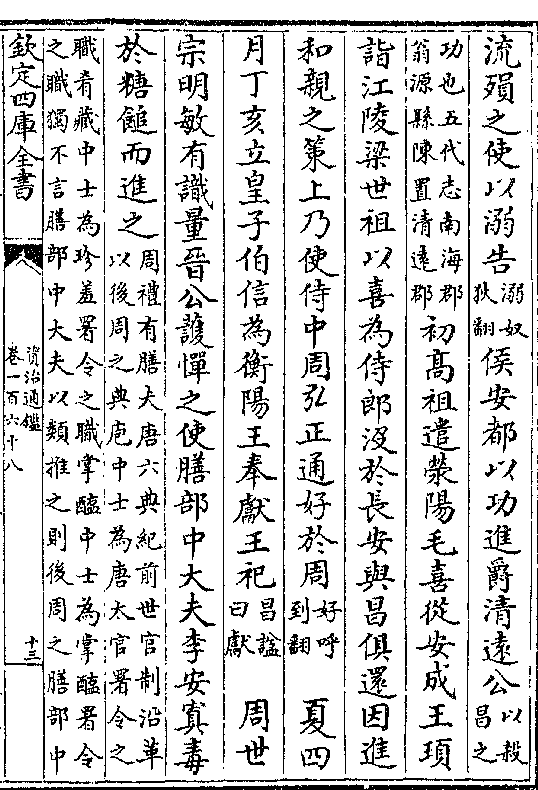 流殞之使以溺告溺奴狄翻侯安都以功進爵清遠公以殺昌之
功也五代志南海郡翁源縣陳置清遠郡初髙祖遣滎陽毛喜從安成王頊
詣江陵梁世祖以喜為侍郎沒於長安與昌俱還因進
和親之策上乃使侍中周弘正通好於周好呼到翻夏四
月丁亥立皇子伯信為衡陽王奉獻王祀昌諡曰獻周世
宗明敏有識量晉公護憚之使膳部中大夫李安寘毒
於糖䭔而進之周禮有膳夫唐六典紀前世官制沿革以後周之典庖中士為唐太官署令之
職肴藏中士為珍羞署令之職掌醢中士為掌醢署令之職獨不言膳部中大夫以類推之則後周之膳部中
欽定四庫全書
資治通鑑
卷一百六十八
十三